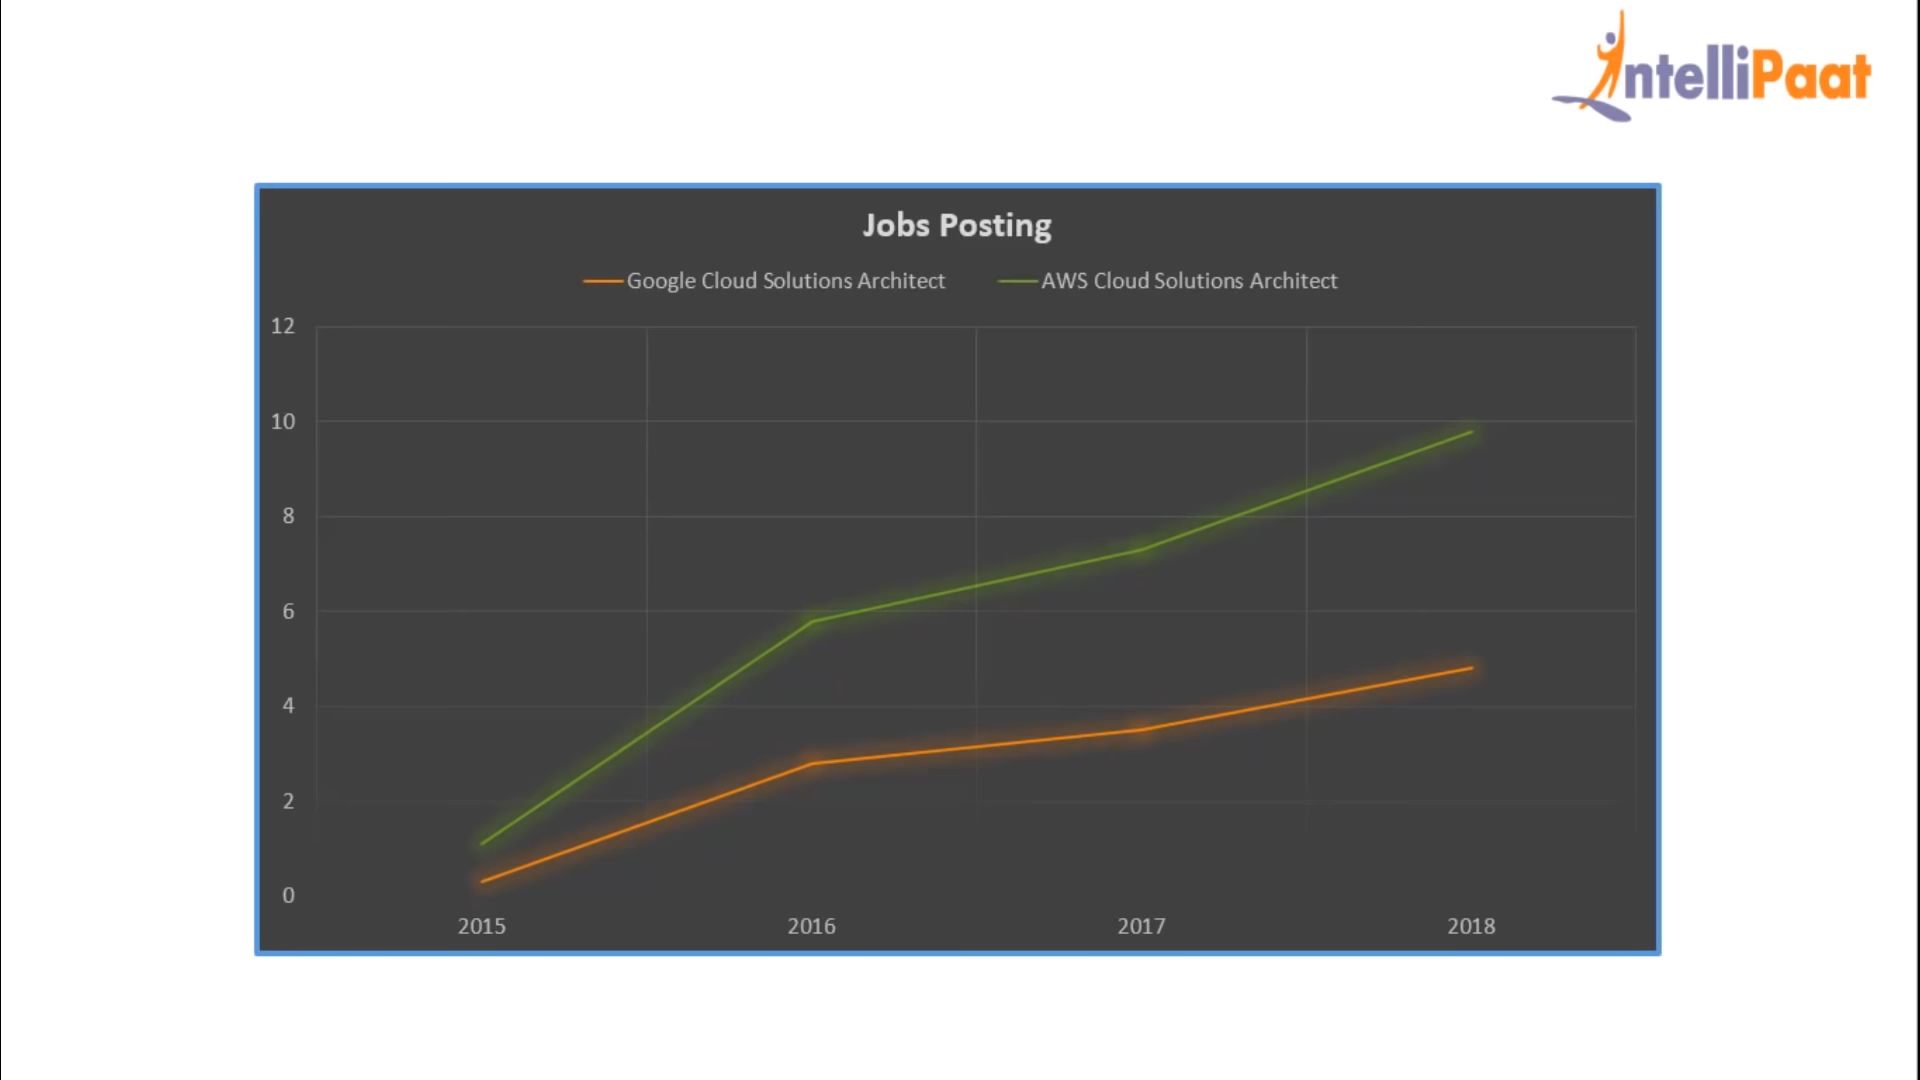 IntelliPaat
Jobs Posting
Google Cloud Solutions Architect
AWS Cloud Solutions Architect
12
10
8
6
4
2
0
2015
2016
2017
2018